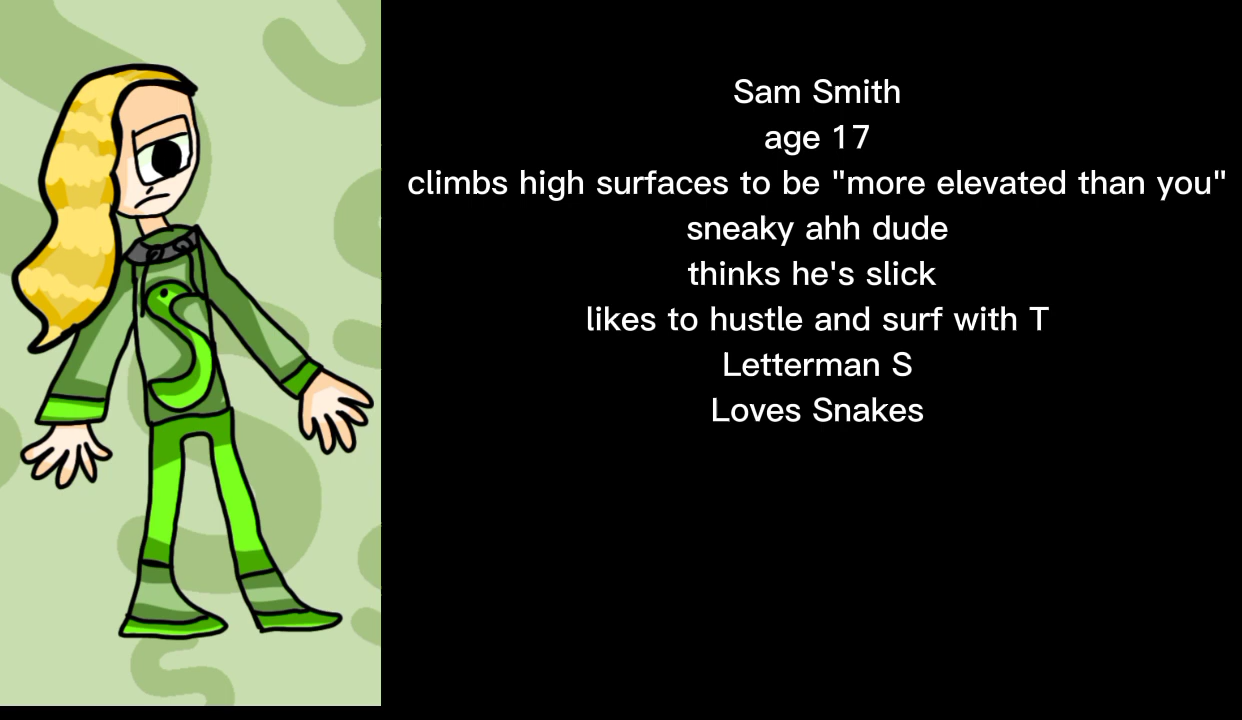 Sam Smith
age 17
climbs high surfaces to be "more elevated than you"
sneaky ahh dude
thinks he's slick
likes to hustle and surf with T
Letterman S
Loves Snakes